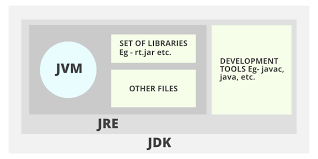 JVM
SET OF LIBRARIES
Eg - rt.jar etc.
OTHER FILES
DEVELOPMENT
TOOLS Eg- javac,
java, etc.
JRE
JDK